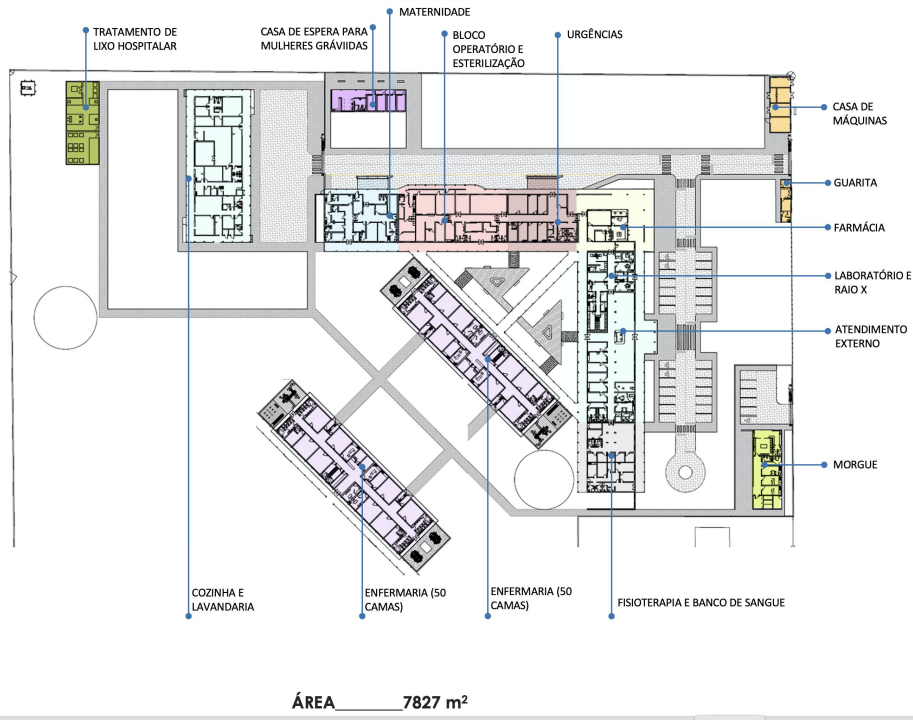 MATERNIDADE
TRATAMENTO DE
LIXO HOSPITALAR
CASA DE ESPERA PARA
MULHERES GRÁVIIDAS
BLOCO
OPERATÓRIO E
ESTERILIZAÇÃO
URGÊNCIAS
CASA DE
MÁQUINAS
GUARITA
FARMÁCIA
LABORATÓRIO E
RAIO X
ATENDIMENTO
EXTERNO
MORGUE
COZINHA E
LAVANDARIA
ENFERMARIA (50
CAMAS)
ENFERMARIA (50
CAMAS)
FISIOTERAPIA E BANCO DE SANGUE
ÁREA________7827 m²